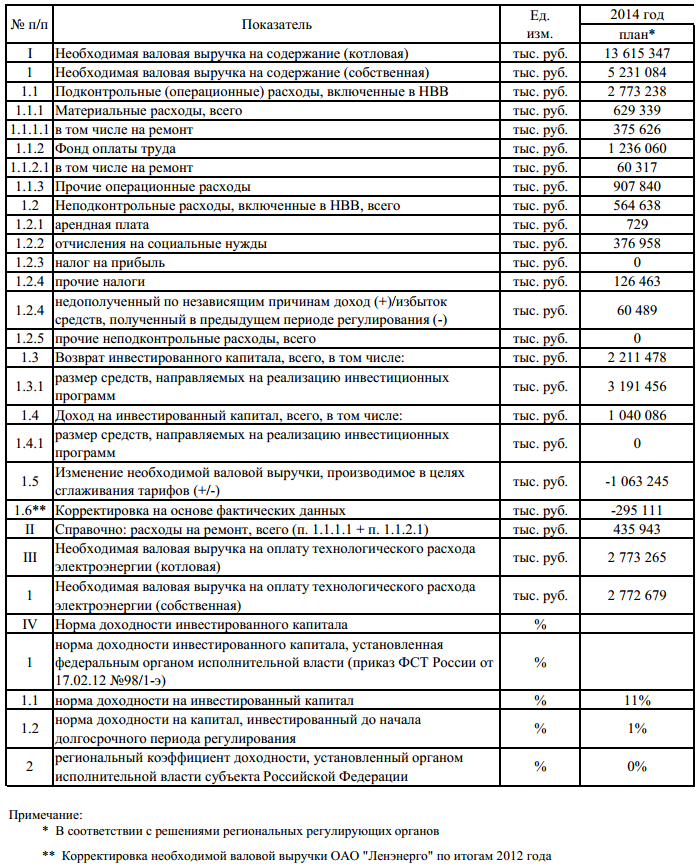 № п/п Показатель Ед. изм. 2014 год
план*
I Необходимая валовая выручка на содержание (котловая) тыс. руб. 13 615 347
1 Необходимая валовая выручка на содержание (собственная) тыс. руб. 5 231 084
1.1 Подконтрольные (операционные) расходы, включенные в НВВ тыс. руб. 2 773 238
1.1.1 Материальные расходы, всего тыс. руб. 629 339
1.1.1.1 в том числе на ремонт тыс. руб. 375 626
1.1.2 Фонд оплаты труда тыс. руб. 1 236 060
1.1.2.1 в том числе на ремонт тыс. руб. 60 317
1.1.3 Прочие операционные расходы тыс. руб. 907 840
1.2 Неподконтрольные расходы, включенные в НВВ, всего тыс. руб. 564 638
1.2.1 арендная плата тыс. руб. 729
1.2.2 отчисления на социальные нужды тыс. руб. 376 958
1.2.3 налог на прибыль тыс. руб. 0
1.2.4 прочие налоги тыс. руб. 126 463
1.2.4 недополученный по независящим причинам доход (+)/избыток
средств, полученный в предыдущем периоде регулирования (-) тыс. руб. 60 489
1.2.5 прочие неподконтрольные расходы, всего тыс. руб. 0
1.3 Возврат инвестированного капитала, всего, в том числе: тыс. руб. 2 211 478
1.3.1 размер средств, направляемых на реализацию инвестиционных
программ тыс. руб. 3 191 456
1.4 Доход на инвестированный капитал, всего, в том числе: тыс. руб. 1 040 086
1.4.1 размер средств, направляемых на реализацию инвестиционных
программ тыс. руб. 0
1.5 Изменение необходимой валовой выручки, производимое в целях
сглаживания тарифов (+/-) тыс. руб. -1 063 245
1.6** Корректировка на основе фактических данных тыс. руб. -295 111
II Справочно: расходы на ремонт, всего (п. 1.1.1.1 + п. 1.1.2.1) тыс. руб. 435 943
III Необходимая валовая выручка на оплату технологического расхода
электроэнергии (котловая) тыс. руб. 2 773 265
1 Необходимая валовая выручка на оплату технологического расхода
электроэнергии (собственная) тыс. руб. 2 772 679
IV Норма доходности инвестированного капитала %
1 норма доходности инвестированного капитала, установленная
федеральным органом исполнительной власти (приказ ФСТ России от
17.02.12 №98/1-э) %
1.1 норма доходности на инвестированный капитал % 11%
1.2 норма доходности на капитал, инвестированный до начала
долгосрочного периода регулирования % 1%
2 региональный коэффициент доходности, установленный органом
исполнительной власти субъекта Российской Федерации % 0%
Примечание:
* В соответствии с решениями региональных регулирующих органов
** Корректировка необходимой валовой выручки ОАО "Ленэнерго" по итогам 2012 года